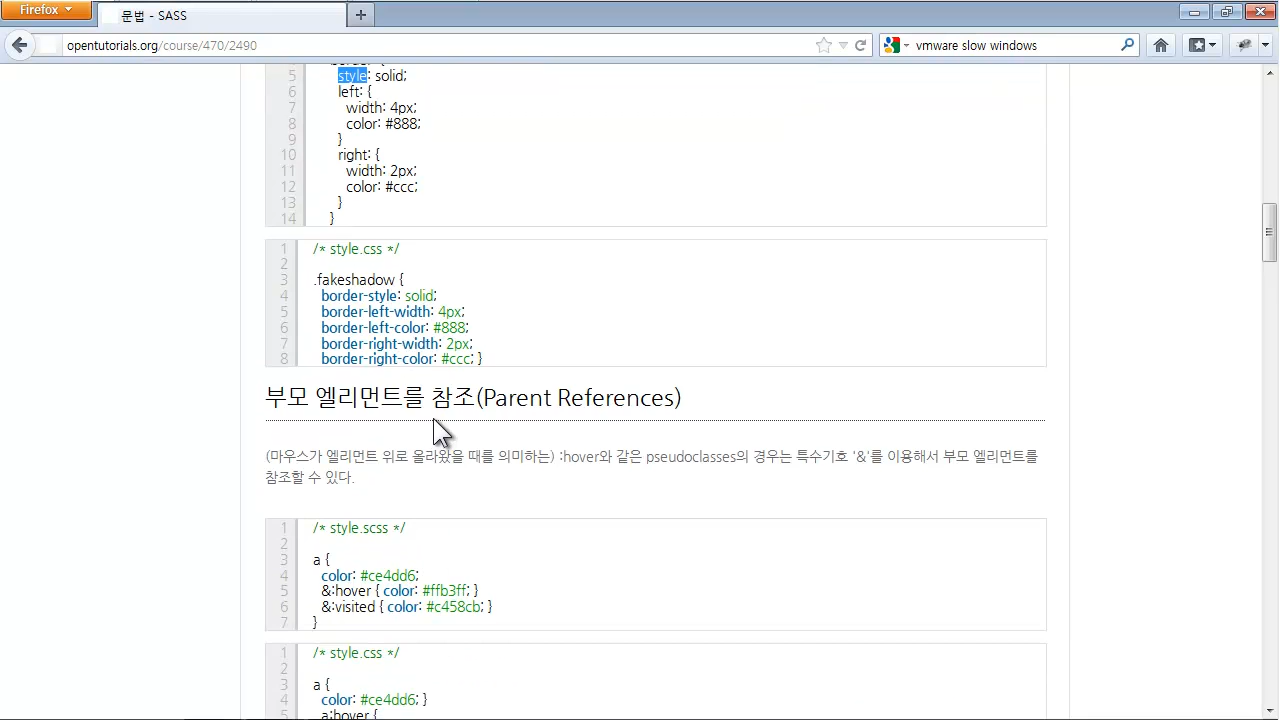 Firefox
문법 - SASS
opentutorials.org/course/470/2490
vmware slow windows
5 style: solid;
6 left: {
7 width: 4px;
8 color: #888;
9 }
10 right: {
11 width: 2px;
12 color: #ccc;
13 }
14 }
1 /* style.css */
2
3 .fakeshadow {
4 border-style: solid;
5 border-left-width: 4px;
6 border-left-color: #888;
7 border-right-width: 2px;
8 border-right-color: #ccc; }
부모 엘리먼트를 참조(Parent References)
(마우스가 엘리먼트 위로 올라왔을 때를 의미하는) :hover와 같은 pseudoclasses의 경우는 특수기호 '&'를 이용해서 부모 엘리먼트를
참조할 수 있다.
1 /* style.scss */
2
3 a {
4 color: #ce4dd6;
5 &:hover { color: #ffb3ff; }
6 &:visited { color: #c458cb; }
7 }
1 /* style.css */
2
3 a {
4 color: #ce4dd6; }
5 a:hover {